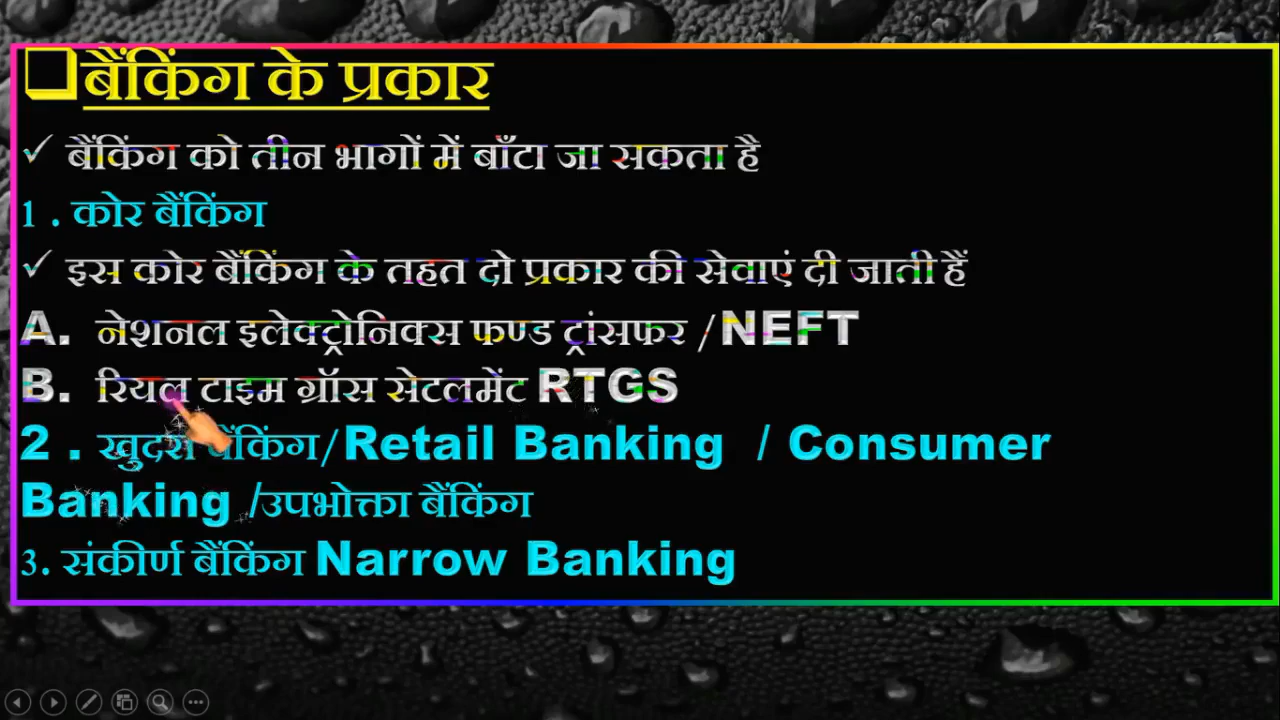 बैंकिंग के प्रकार
✓ बैंकिंग को तीन भागों में बाँटा जा सकता है
1 . कोर बैंकिंग
✓ इस कोर बैंकिंग के तहत दो प्रकार की सेवाएं दी जाती हैं
A. नेशनल इलेक्ट्रोनिक्स फण्ड ट्रांसफर /NEFT
B. रियल टाइम ग्रॉस सेटलमेंट RTGS
2 . खुदरा बैंकिंग/Retail Banking / Consumer
Banking /उपभोक्ता बैंकिंग
3. संकीर्ण बैंकिंग Narrow Banking